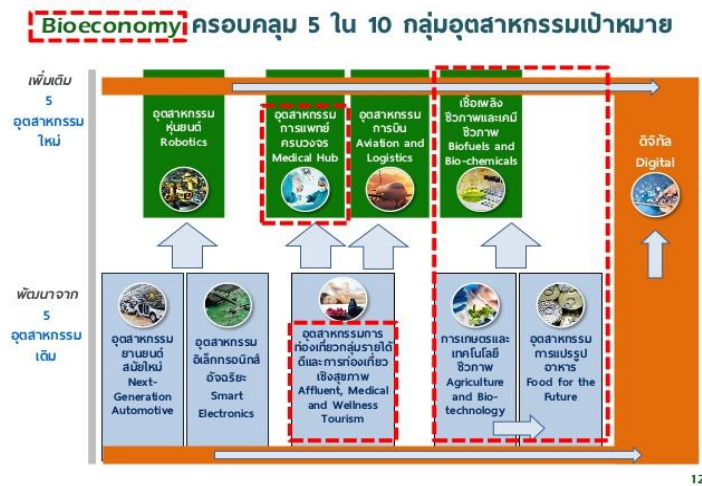 Bioeconomy ครอบคลุม 5 ใน 10 กลุ่มอุตสาหกรรมเป้าหมาย
เพิ่มเติม
5
อุตสาหกรรม
ใหม่
อุตสาหกรรม
หุ่นยนต์
Robotics
อุตสาหกรรม
การแพทย์
ครบวงจร
Medical Hub
อุตสาหกรรม
การบิน
Aviation and
Logistics
เชื้อเพลิง
ชีวภาพและเคมี
ชีวภาพ
Biofuels and
Bio-chemicals
ดิจิทัล
Digital
พัฒนาจาก
5
อุตสาหกรรม
เดิม
อุตสาหกรรม
ยานยนต์
สมัยใหม่
Next-
Generation
Automotive
อุตสาหกรรม
อิเล็กทรอนิกส์
อัจฉริยะ
Smart
Electronics
อุตสาหกรรมการ
ท่องเที่ยวกลุ่มรายได้
ดีและการท่องเที่ยว
เชิงสุขภาพ
Affluent, Medical
and Wellness
Tourism
การเกษตรและ
เทคโนโลยี
ชีวภาพ
Agriculture
and Bio-
technology
อุตสาหกรรม
การแปรรูป
อาหาร
Food for the
Future
12